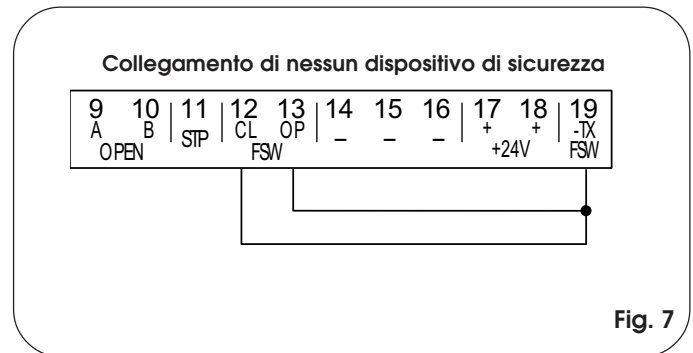 Collegamento di nessun dispositivo di sicurezza
9 10 | 11 | 12 13 | 14 15 16 | 17 18 | 19
A B | STP | CL OP | – – – | + + | -TX
OPEN FSW +24V FSW
Fig. 7